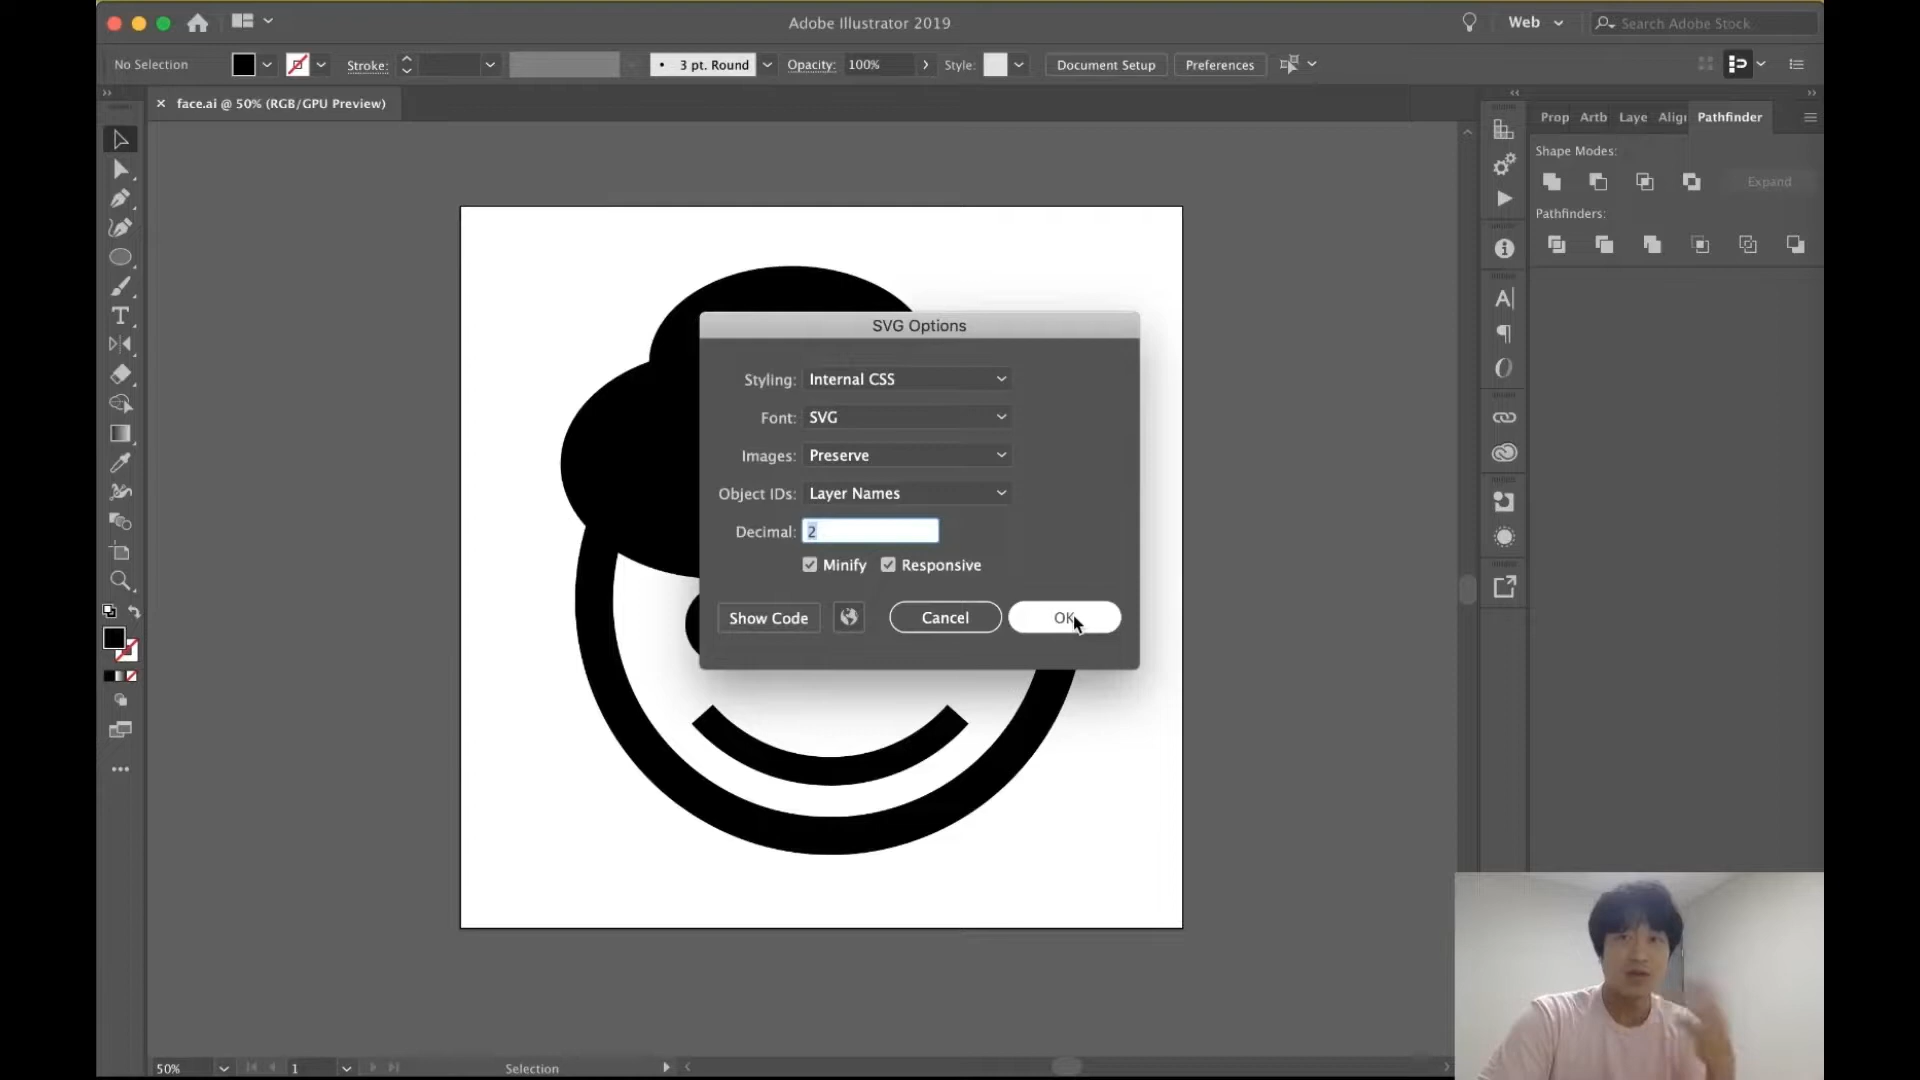 Adobe Illustrator 2019
Web
Search Adobe Stock
No Selection
Stroke:
3 pt. Round
Opacity: 100%
Style:
Document Setup
Preferences
face.ai @ 50% (RGB/GPU Preview)
Prop Artb Laye Align Pathfinder
Shape Modes:
Expand
Pathfinders:
SVG Options
Styling: Internal CSS
Font: SVG
Images: Preserve
Object IDs: Layer Names
Decimal: 2
Minify Responsive
Show Code Cancel OK
50% 1 Selection